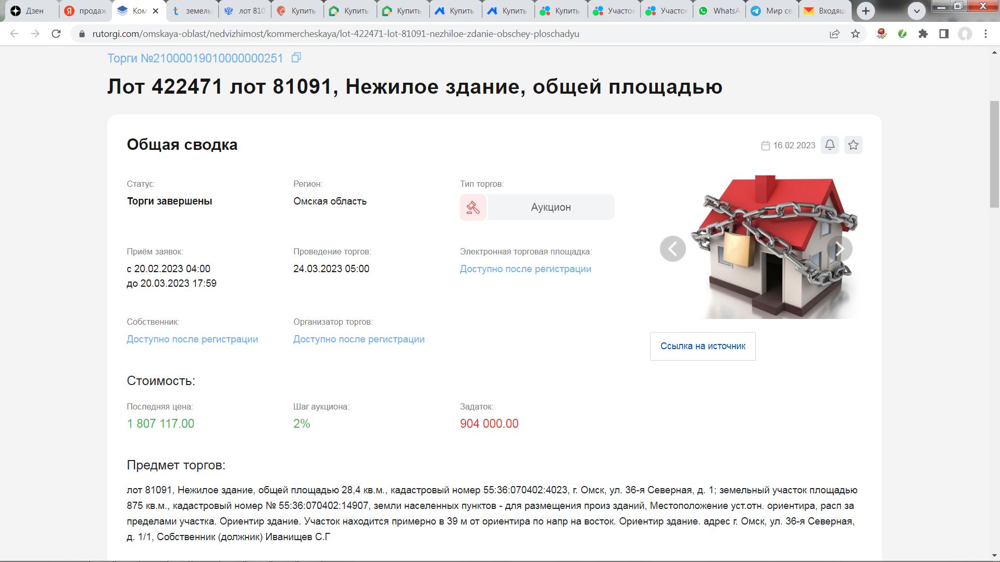 Дзен
продаж
Ком
земель
лот 810
Купить
Купить
Купить
Купить
Купить
Купить
Участок
Участок
WhatsA
Мир се
Входящ
rutorgi.com/omskaya-oblast/nedvizhimost/kommercheskaya/lot-422471-lot-81091-nezhiloe-zdanie-obschey-ploschadyu
Торги №21000019010000000251
Лот 422471 лот 81091, Нежилое здание, общей площадью
Общая сводка
16.02.2023
Статус:
Торги завершены
Регион:
Омская область
Тип торгов:
Аукцион
Приём заявок:
с 20.02.2023 04:00
до 20.03.2023 17:59
Проведение торгов:
24.03.2023 05:00
Электронная торговая площадка:
Доступно после регистрации
Собственник:
Доступно после регистрации
Организатор торгов:
Доступно после регистрации
Ссылка на источник
Стоимость:
Последняя цена:
1 807 117.00
Шаг аукциона:
2%
Задаток:
904 000.00
Предмет торгов:
лот 81091, Нежилое здание, общей площадью 28,4 кв.м., кадастровый номер 55:36:070402:4023, г. Омск, ул. 36-я Северная, д. 1; земельный участок площадью
875 кв.м., кадастровый номер № 55:36:070402:14907, земли населенных пунктов - для размещения произ зданий, Местоположение уст.отн. ориентира, расп за
пределами участка. Ориентир здание. Участок находится примерно в 39 м от ориентира по напр на восток. Ориентир здание. адрес г. Омск, ул. 36-я Северная,
д. 1/1, Собственник (должник) Иванищев С.Г